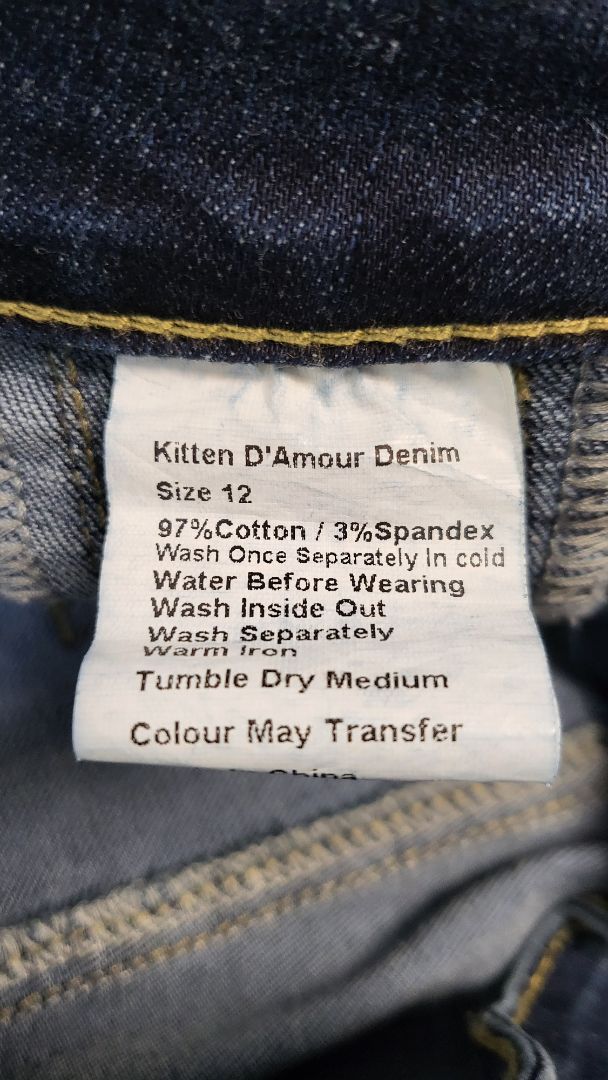 Kitten D'Amour Denim
Size 12
97%Cotton / 3%Spandex
Wash Once Separately In cold
Water Before Wearing
Wash Inside Out
Wash Separately
Warm Iron
Tumble Dry Medium
Colour May Transfer
China